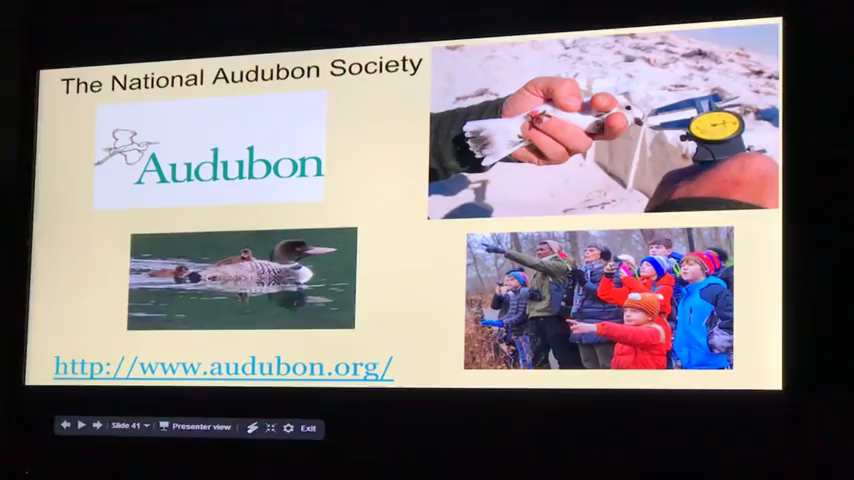 The National Audubon Society
Audubon
http://www.audubon.org/
Slide 41
Presenter view
Exit